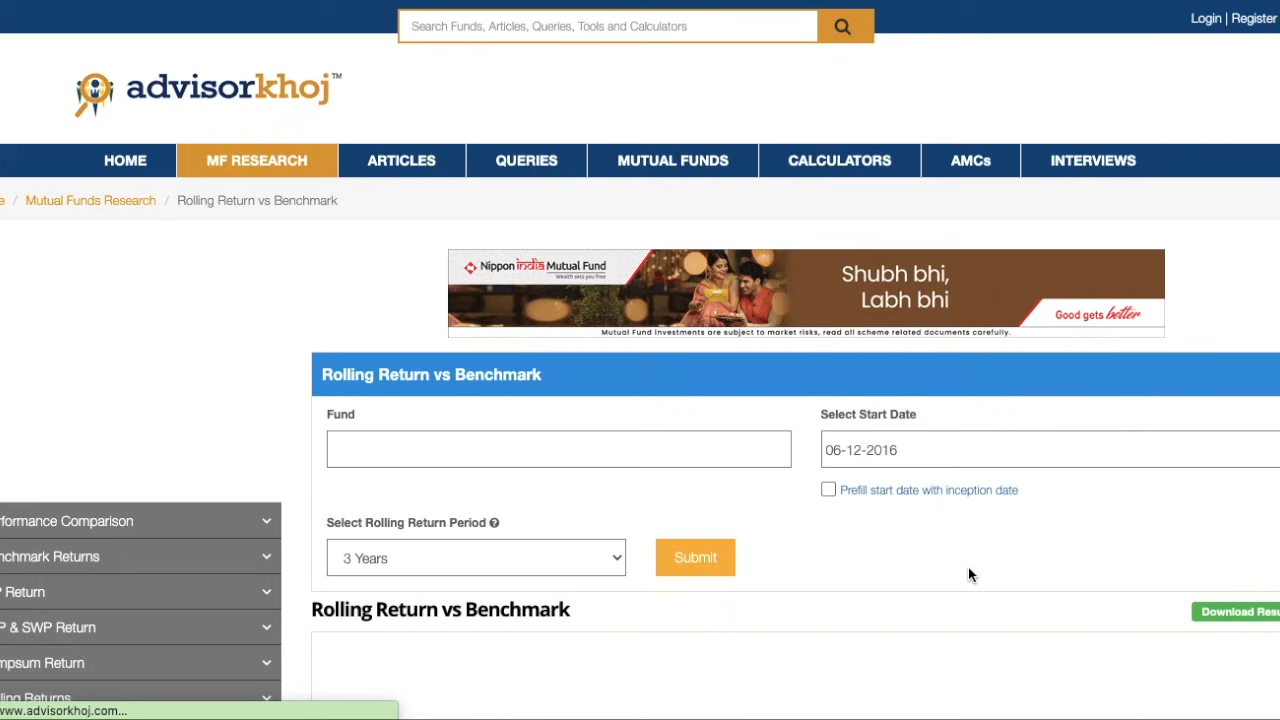 Search Funds, Articles, Queries, Tools and Calculators
Login | Register
advisorkhoj™
HOME MF RESEARCH ARTICLES QUERIES MUTUAL FUNDS CALCULATORS AMCs INTERVIEWS
e / Mutual Funds Research / Rolling Return vs Benchmark
Nippon india Mutual Fund
Wealth sets you free
Shubh bhi,
Labh bhi
Good gets better
Mutual Fund investments are subject to market risks, read all scheme related documents carefully.
Rolling Return vs Benchmark
Fund
Select Start Date
06-12-2016
Prefill start date with inception date
Select Rolling Return Period
3 Years
Submit
rformance Comparison
nchmark Returns
P Return
P & SWP Return
mpsum Return
lling Returns
Rolling Return vs Benchmark
Download Resu
www.advisorkhoj.com...